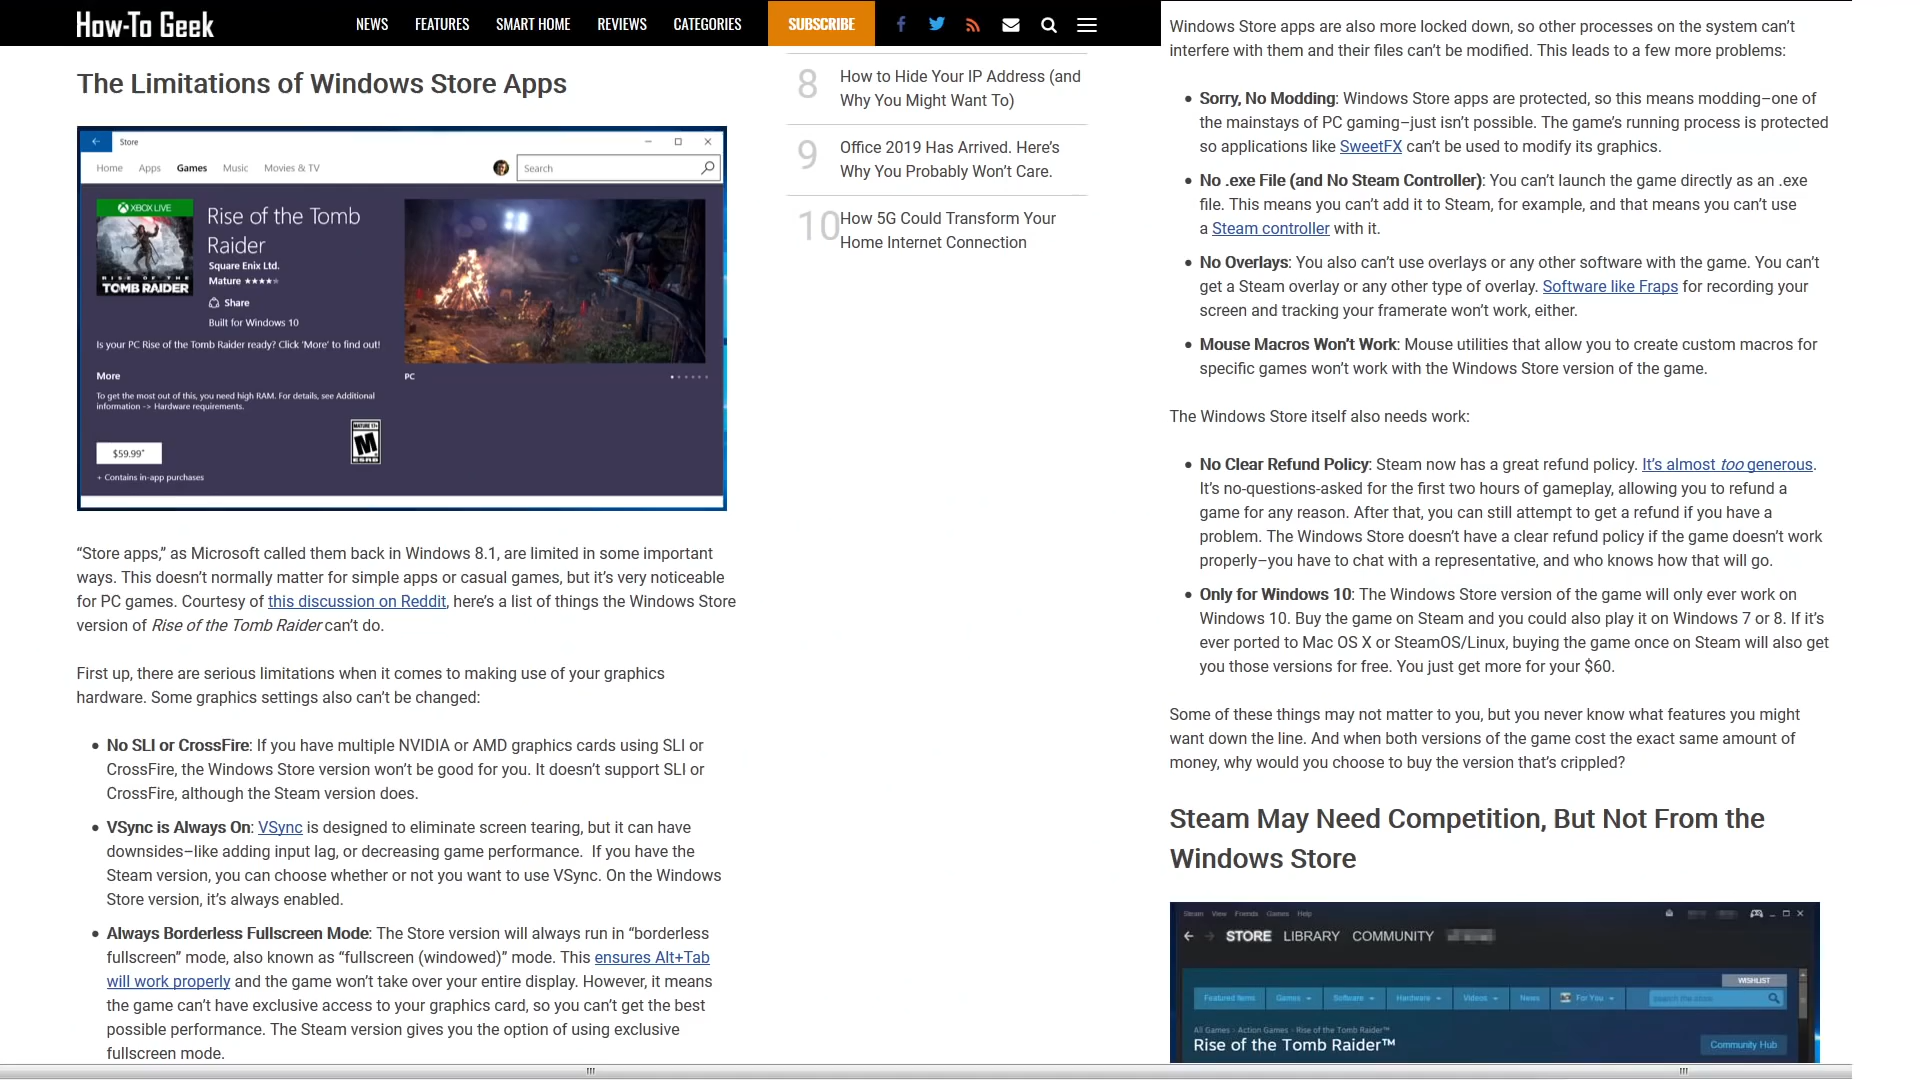 How-To Geek
NEWS FEATURES SMART HOME REVIEWS CATEGORIES SUBSCRIBE
The Limitations of Windows Store Apps
Store
Home Apps Games Music Movies & TV
Search
XBOX LIVE
RISE OF THE
TOMB RAIDER
Rise of the Tomb
Raider
Square Enix Ltd.
Mature ★★★★★
Share
Built for Windows 10
Is your PC Rise of the Tomb Raider ready? Click 'More' to find out!
More
To get the most out of this, you need high RAM. For details, see Additional
information -> Hardware requirements.
$59.99*
+ Contains in-app purchases
MATURE 17+
M
ESRB
PC
“Store apps,” as Microsoft called them back in Windows 8.1, are limited in some important
ways. This doesn’t normally matter for simple apps or casual games, but it’s very noticeable
for PC games. Courtesy of this discussion on Reddit, here’s a list of things the Windows Store
version of Rise of the Tomb Raider can’t do.
First up, there are serious limitations when it comes to making use of your graphics
hardware. Some graphics settings also can’t be changed:
● No SLI or CrossFire: If you have multiple NVIDIA or AMD graphics cards using SLI or
CrossFire, the Windows Store version won’t be good for you. It doesn’t support SLI or
CrossFire, although the Steam version does.
● VSync is Always On: VSync is designed to eliminate screen tearing, but it can have
downsides–like adding input lag, or decreasing game performance. If you have the
Steam version, you can choose whether or not you want to use VSync. On the Windows
Store version, it’s always enabled.
● Always Borderless Fullscreen Mode: The Store version will always run in “borderless
fullscreen” mode, also known as “fullscreen (windowed)” mode. This ensures Alt+Tab
will work properly and the game won’t take over your entire display. However, it means
the game can’t have exclusive access to your graphics card, so you can’t get the best
possible performance. The Steam version gives you the option of using exclusive
fullscreen mode.
8 How to Hide Your IP Address (and
Why You Might Want To)
9 Office 2019 Has Arrived. Here’s
Why You Probably Won’t Care.
10 How 5G Could Transform Your
Home Internet Connection
Windows Store apps are also more locked down, so other processes on the system can’t
interfere with them and their files can’t be modified. This leads to a few more problems:
● Sorry, No Modding: Windows Store apps are protected, so this means modding–one of
the mainstays of PC gaming–just isn’t possible. The game’s running process is protected
so applications like SweetFX can’t be used to modify its graphics.
● No .exe File (and No Steam Controller): You can’t launch the game directly as an .exe
file. This means you can’t add it to Steam, for example, and that means you can’t use
a Steam controller with it.
● No Overlays: You also can’t use overlays or any other software with the game. You can’t
get a Steam overlay or any other type of overlay. Software like Fraps for recording your
screen and tracking your framerate won’t work, either.
● Mouse Macros Won’t Work: Mouse utilities that allow you to create custom macros for
specific games won’t work with the Windows Store version of the game.
The Windows Store itself also needs work:
● No Clear Refund Policy: Steam now has a great refund policy. It’s almost too generous.
It’s no-questions-asked for the first two hours of gameplay, allowing you to refund a
game for any reason. After that, you can still attempt to get a refund if you have a
problem. The Windows Store doesn’t have a clear refund policy if the game doesn’t work
properly–you have to chat with a representative, and who knows how that will go.
● Only for Windows 10: The Windows Store version of the game will only ever work on
Windows 10. Buy the game on Steam and you could also play it on Windows 7 or 8. If it’s
ever ported to Mac OS X or SteamOS/Linux, buying the game once on Steam will also get
you those versions for free. You just get more for your $60.
Some of these things may not matter to you, but you never know what features you might
want down the line. And when both versions of the game cost the exact same amount of
money, why would you choose to buy the version that’s crippled?
Steam May Need Competition, But Not From the
Windows Store
Steam View Friends Games Help
STORE LIBRARY COMMUNITY
WISHLIST
Featured Items Games Software Hardware Videos News For You search the store
All Games > Action Games > Rise of the Tomb Raider™
Rise of the Tomb Raider™
Community Hub